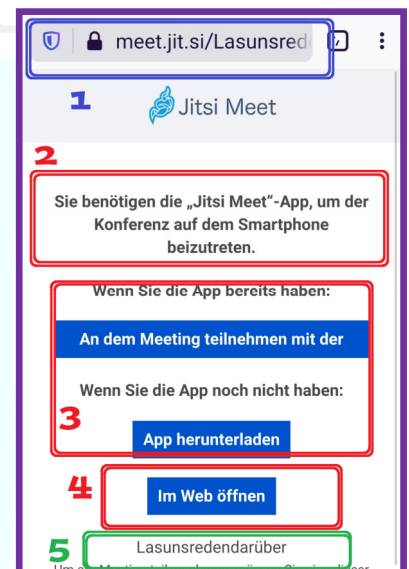 meet.jit.si/Lasunsred
1
Jitsi Meet
2
Sie benötigen die „Jitsi Meet“-App, um der
Konferenz auf dem Smartphone
beizutreten.
Wenn Sie die App bereits haben:
An dem Meeting teilnehmen mit der
Wenn Sie die App noch nicht haben:
3
App herunterladen
4
Im Web öffnen
5
Lasunsredendarüber